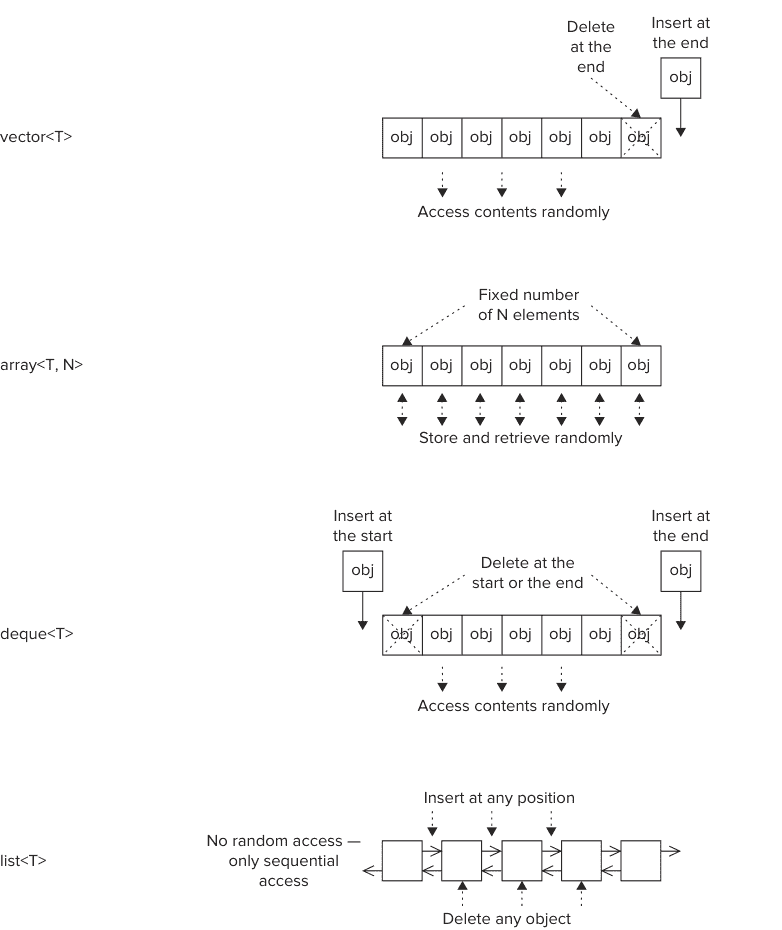 Delete
at the
end
Insert at
the end
obj
vector<T>
obj obj obj obj obj obj obj
Access contents randomly
Fixed number
of N elements
array<T, N>
obj obj obj obj obj obj obj
Store and retrieve randomly
Insert at
the start
obj
Delete at the
start or the end
Insert at
the end
obj
deque<T>
obj obj obj obj obj obj obj
Access contents randomly
Insert at any position
list<T>
No random access —
only sequential
access
Delete any object